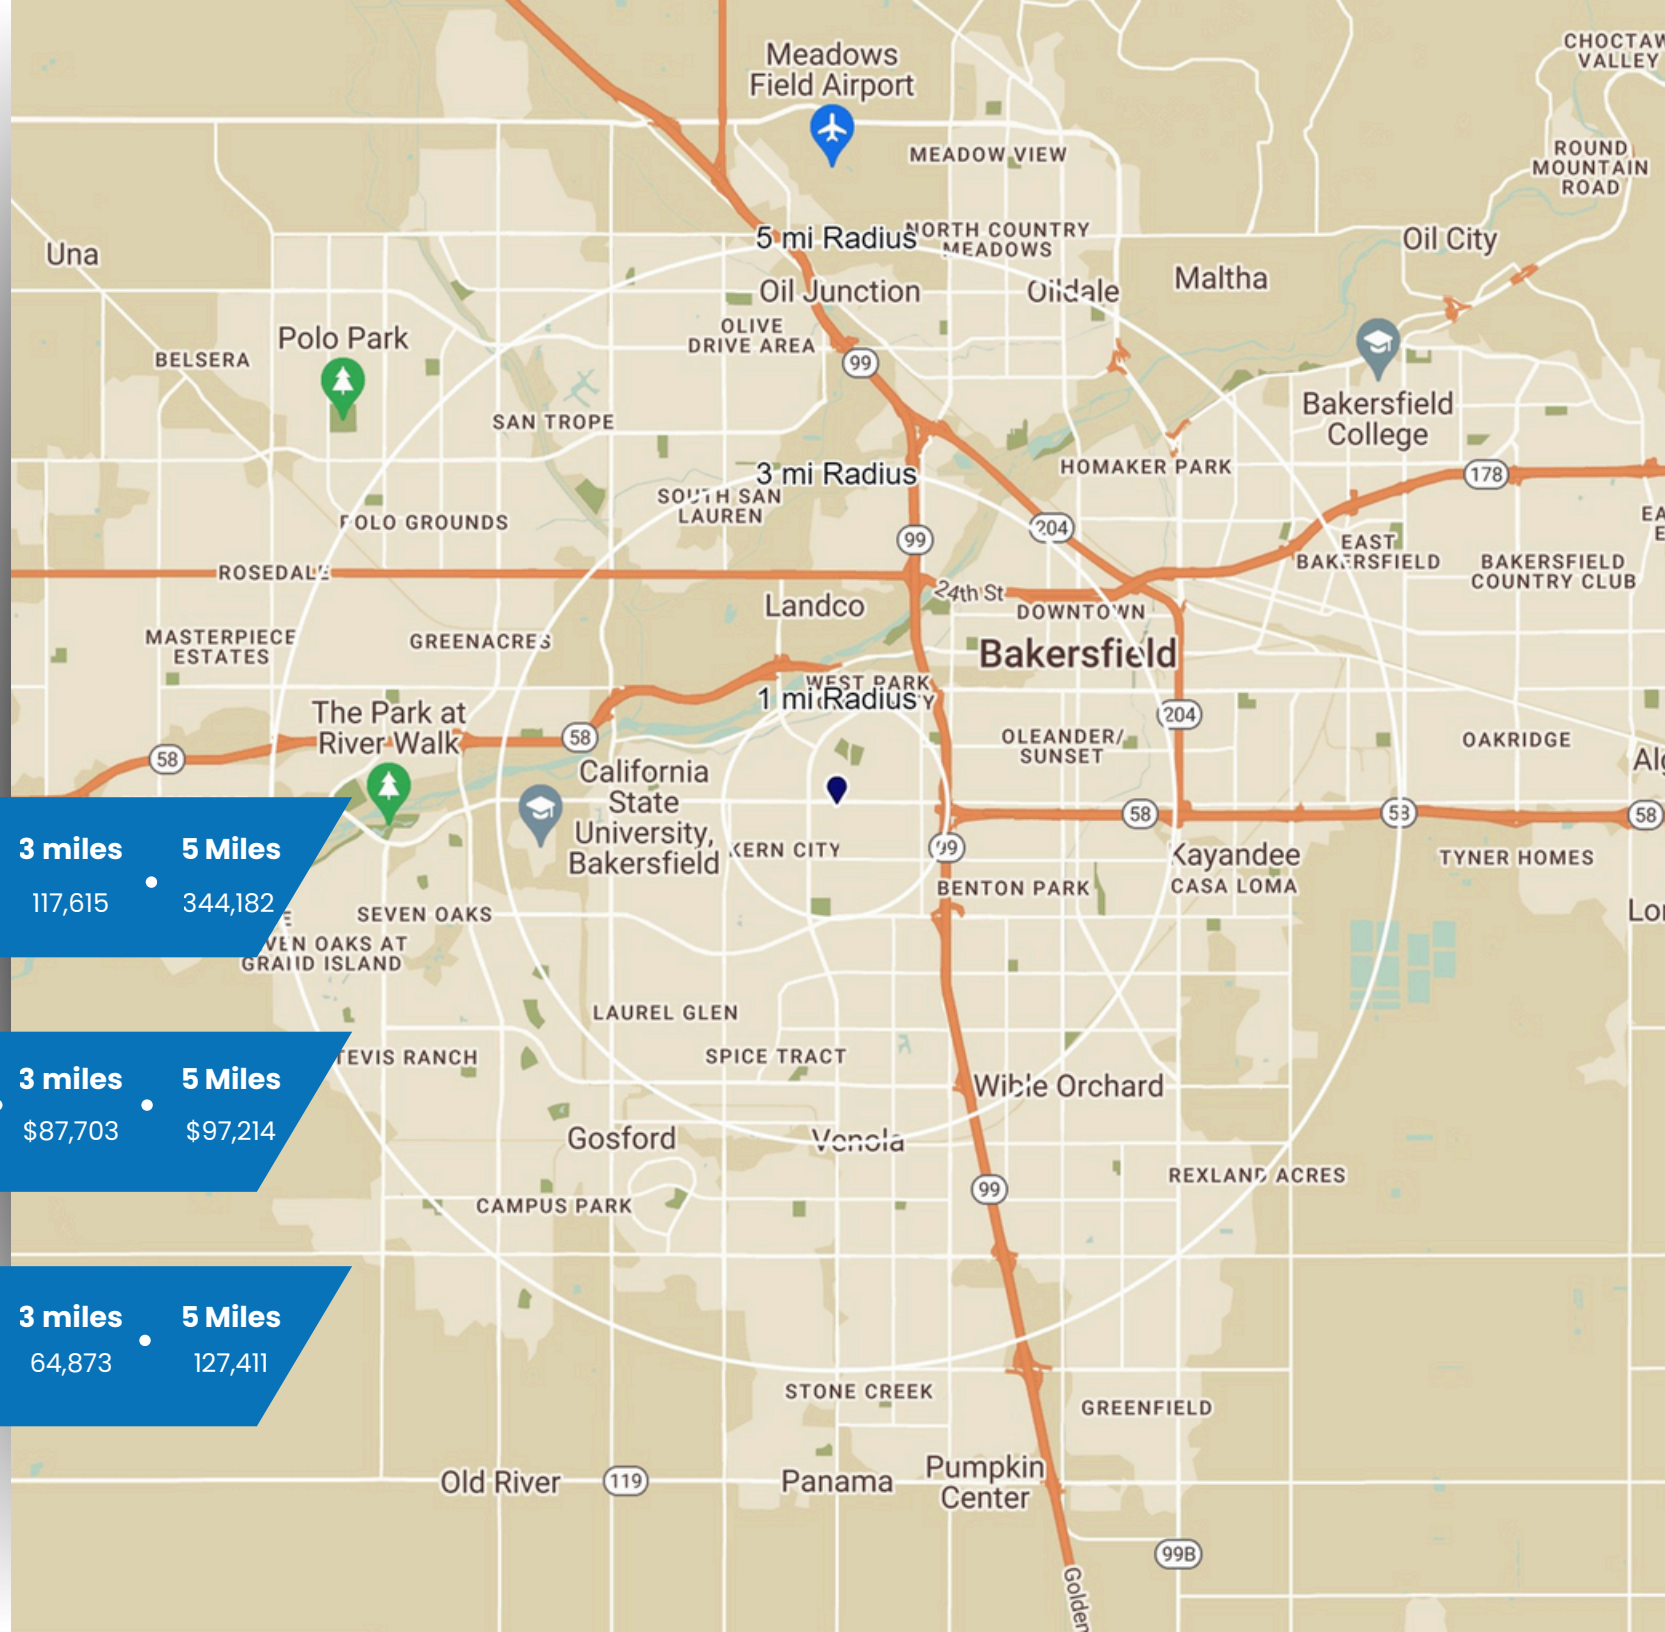 CHOCTAW
VALLEY
Meadows
Field Airport
MEADOW VIEW
ROUND
MOUNTAIN
ROAD
5 mi Radius
NORTH COUNTRY
MEADOWS
Oil City
Una
Maltha
Oil Junction
Oildale
OLIVE
DRIVE AREA
Polo Park
BELSERA
99
Bakersfield
College
SAN TROPE
HOMAKER PARK
178
3 mi Radius
SOUTH SAN
LAUREN
POLO GROUNDS
204
99
EAST
BAKERSFIELD
BAKERSFIELD
COUNTRY CLUB
ROSEDALE
24th St
Landco
DOWNTOWN
MASTERPIECE
ESTATES
GREENACRES
Bakersfield
WEST PARK
1 mi Radius
The Park at
River Walk
204
58
58
OLEANDER/
SUNSET
OAKRIDGE
California
State
University,
Bakersfield
58
58
58
KERN CITY
99
Kayandee
CASA LOMA
TYNER HOMES
BENTON PARK
3 miles 5 Miles
117,615 344,182
SEVEN OAKS
VEN OAKS AT
GRAND ISLAND
LAUREL GLEN
TEVIS RANCH
SPICE TRACT
Wible Orchard
3 miles 5 Miles
$87,703 $97,214
Gosford
Venola
REXLAND ACRES
99
CAMPUS PARK
3 miles 5 Miles
64,873 127,411
STONE CREEK
GREENFIELD
Old River
119
Panama
Pumpkin
Center
99B
Golden